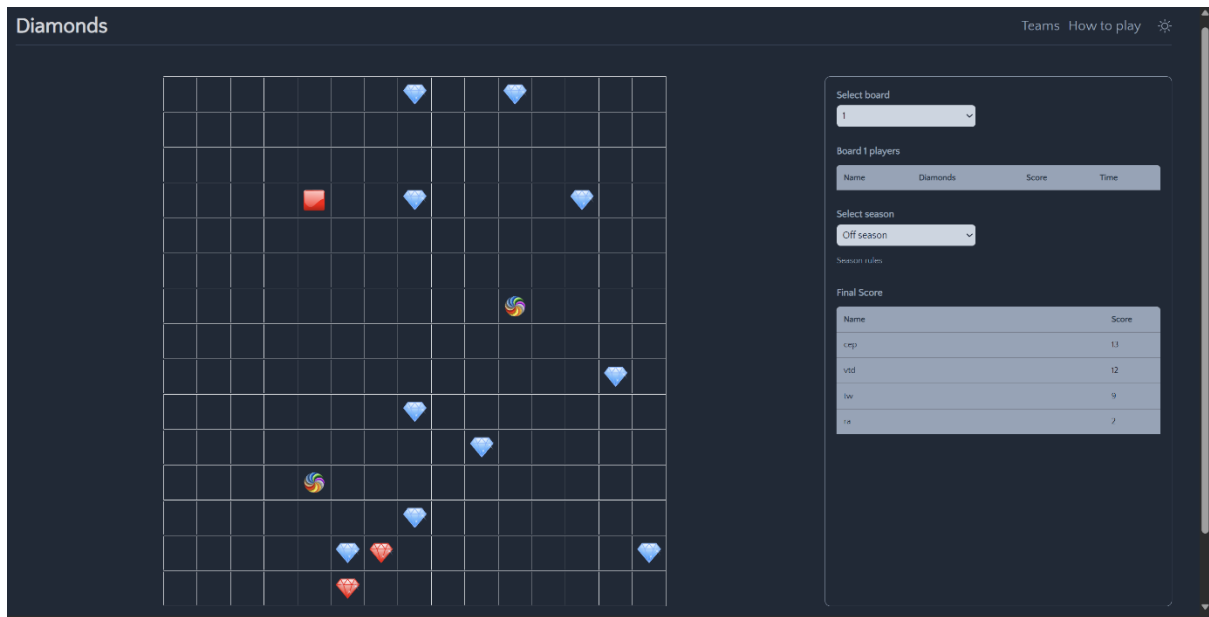 Diamonds
Teams How to play
Select board
1
Board 1 players
Name Diamonds Score Time
Select season
Off season
Season rules
Final Score
Name Score
cep 13
vtd 12
iw 9
ra 2